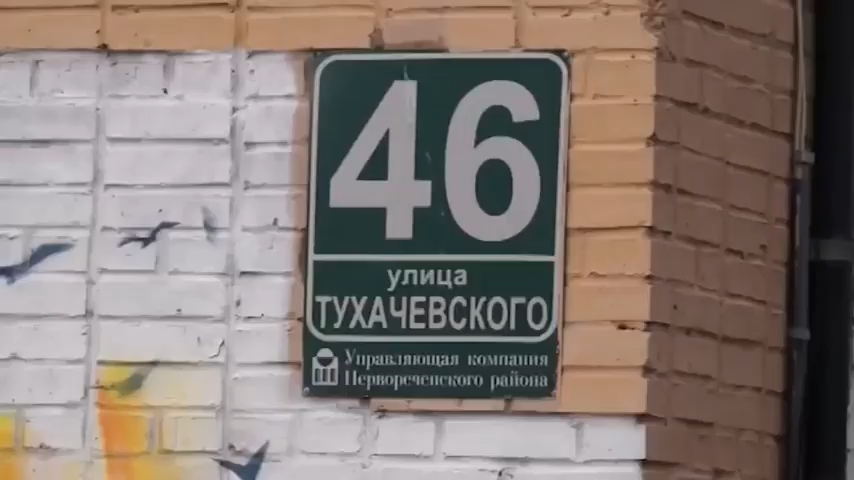 46
улица
ТУХАЧЕВСКОГО
Управляющая компания
Первореченского района